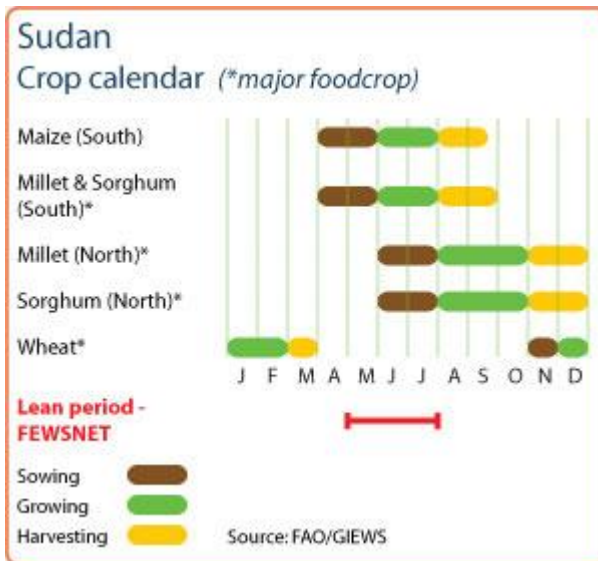 Sudan
Crop calendar (*major foodcrop)
Maize (South)
Millet & Sorghum
(South)*
Millet (North)*
Sorghum (North)*
Wheat*
J F M A M J J A S O N D
Lean period -
FEWSNET
Sowing
Growing
Harvesting
Source: FAO/GIEWS